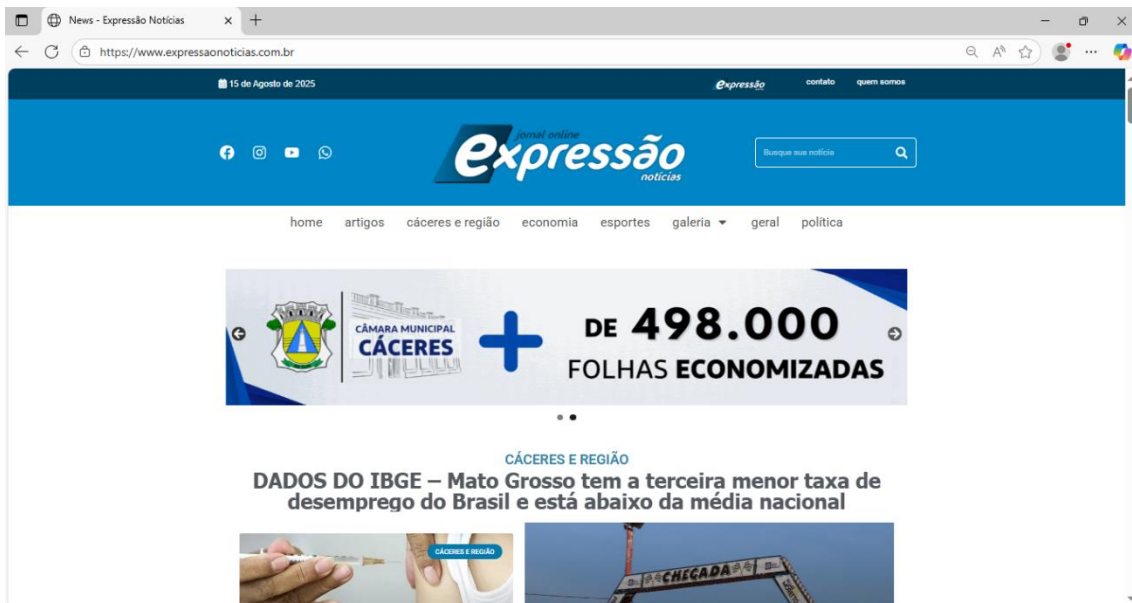 News - Expressão Notícias
https://www.expressaonoticias.com.br
15 de Agosto de 2025
expressão
contato
quem somos
jornal online
expressão
notícias
Busque sua notícia
home artigos cáceres e região economia esportes galeria geral política
CÂMARA MUNICIPAL
CÁCERES
+
DE 498.000
FOLHAS ECONOMIZADAS
CÁCERES E REGIÃO
DADOS DO IBGE – Mato Grosso tem a terceira menor taxa de
desemprego do Brasil e está abaixo da média nacional
CÁCERES E REGIÃO
CHEGADA